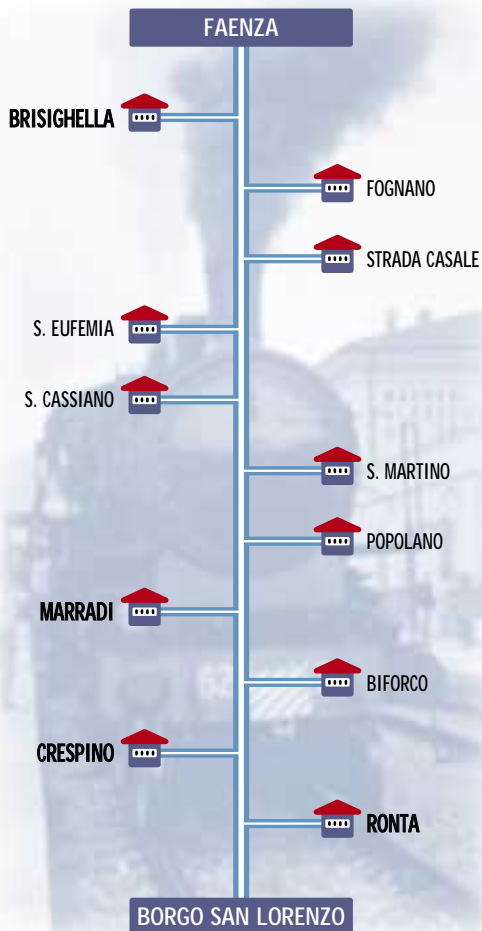 FAENZA
BRISIGHELLA
FOGNANO
STRADA CASALE
S. EUFEMIA
S. CASSIANO
S. MARTINO
POPOLANO
MARRADI
BIFORCO
CRESPINO
RONTA
BORGO SAN LORENZO